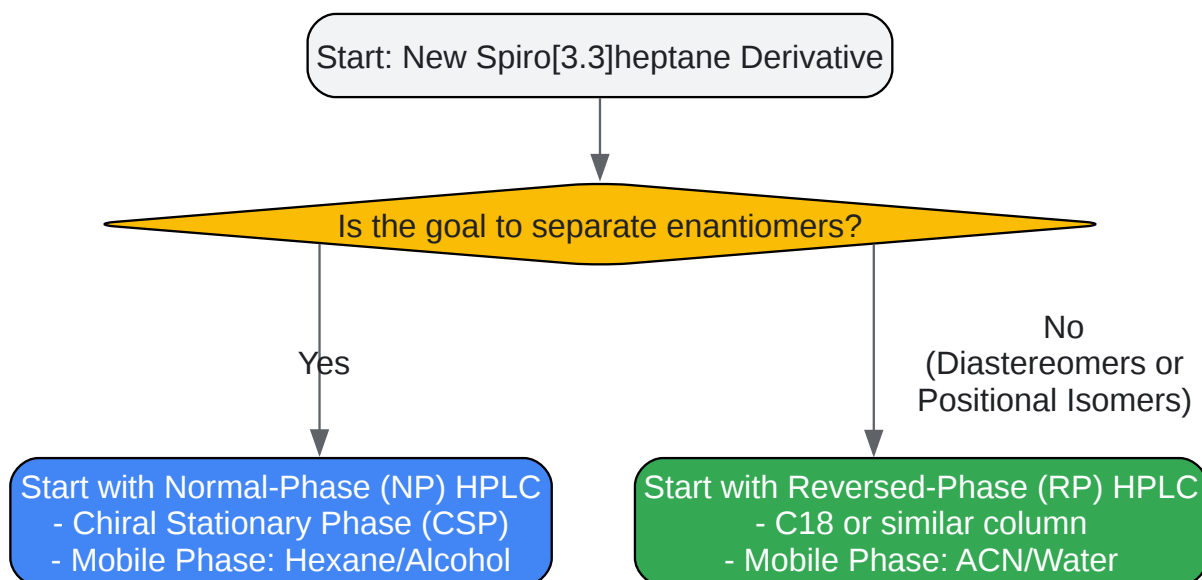 Start: New Spiro[3.3]heptane Derivative
Is the goal to separate enantiomers?
Yes
No
(Diastereomers or
Positional Isomers)
Start with Normal-Phase (NP) HPLC
- Chiral Stationary Phase (CSP)
- Mobile Phase: Hexane/Alcohol
Start with Reversed-Phase (RP) HPLC
- C18 or similar column
- Mobile Phase: ACN/Water